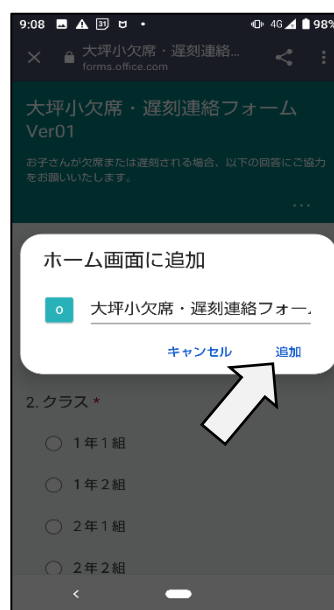 9:08 31 4G 98%
大坪小欠席・遅刻連絡...
forms.office.com
大坪小欠席・遅刻連絡フォーム
Ver01
お子さんが欠席または遅刻される場合、以下の回答にご協力
をお願いいたします。
ホーム画面に追加
O 大坪小欠席・遅刻連絡フォーム
キャンセル 追加
2. クラス *
1年1組
1年2組
2年1組
2年2組